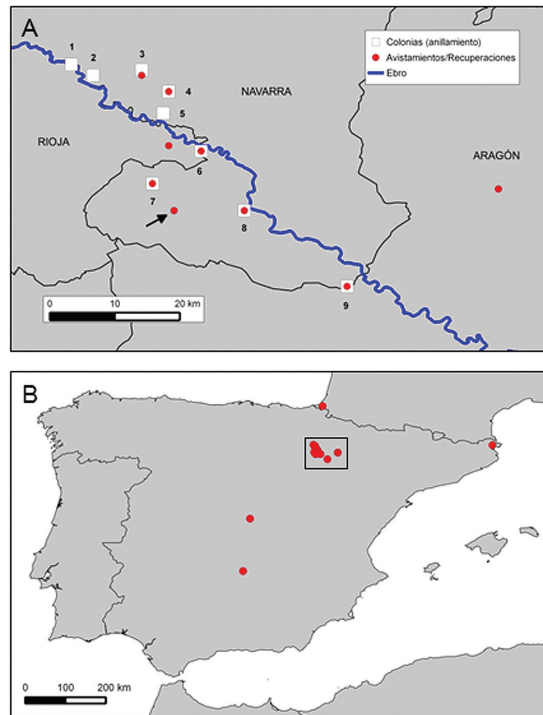 A
1
2
3
4
5
6
7
8
9
Colonias (anillamiento)
Avistamientos/Recuperaciones
Ebro
NAVARRA
RIOJA
ARAGÓN
0 10 20 km
B
0 100 200 km